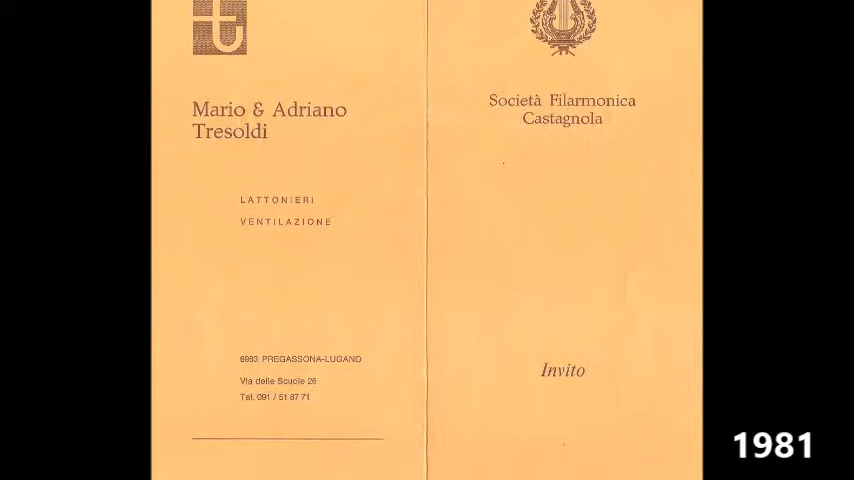 Mario & Adriano
Tresoldi
LATTONIERI
VENTILAZIONE
6963 PREGASSONA-LUGANO
Via delle Scuole 26
Tel. 091 / 51 87 71
Società Filarmonica
Castagnola
Invito
1981